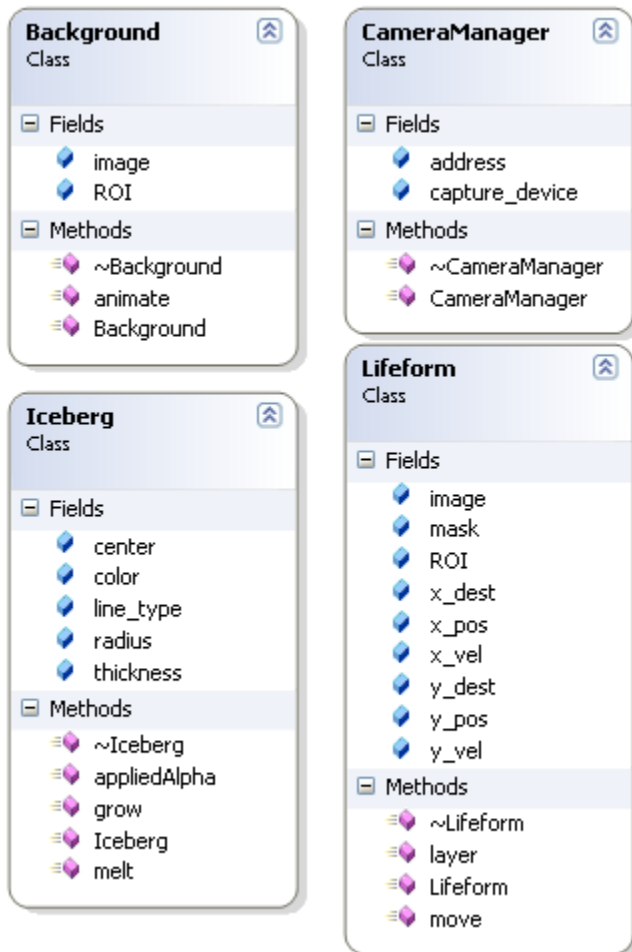 Background
Class
Fields
image
ROI
Methods
~Background
animate
Background
CameraManager
Class
Fields
address
capture_device
Methods
~CameraManager
CameraManager
Iceberg
Class
Fields
center
color
line_type
radius
thickness
Methods
~Iceberg
appliedAlpha
grow
Iceberg
melt
Lifeform
Class
Fields
image
mask
ROI
x_dest
x_pos
x_vel
y_dest
y_pos
y_vel
Methods
~Lifeform
layer
Lifeform
move